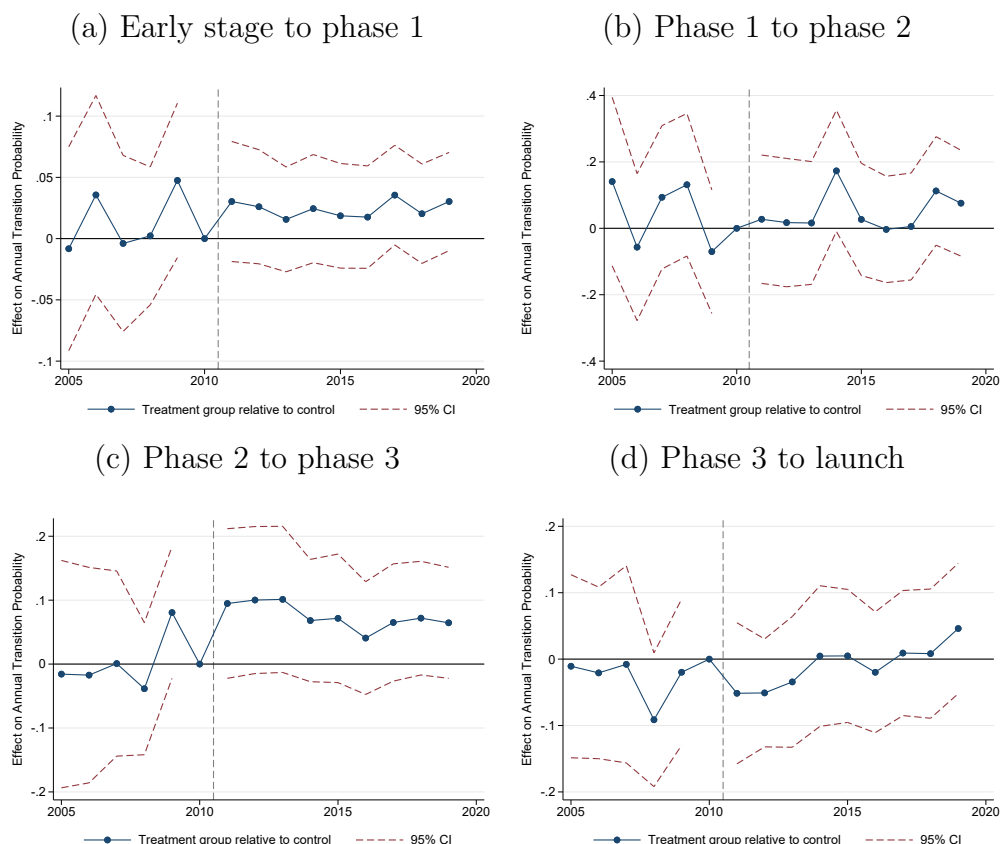 (a) Early stage to phase 1
Effect on Annual Transition Probability
.1
.05
0
-.05
-.1
2005 2010 2015 2020
Treatment group relative to control 95% CI
(b) Phase 1 to phase 2
Effect on Annual Transition Probability
.4
.2
0
-.2
-.4
2005 2010 2015 2020
Treatment group relative to control 95% CI
(c) Phase 2 to phase 3
Effect on Annual Transition Probability
.2
.1
0
-.1
-.2
2005 2010 2015 2020
Treatment group relative to control 95% CI
(d) Phase 3 to launch
Effect on Annual Transition Probability
.2
.1
0
-.1
-.2
2005 2010 2015 2020
Treatment group relative to control 95% CI